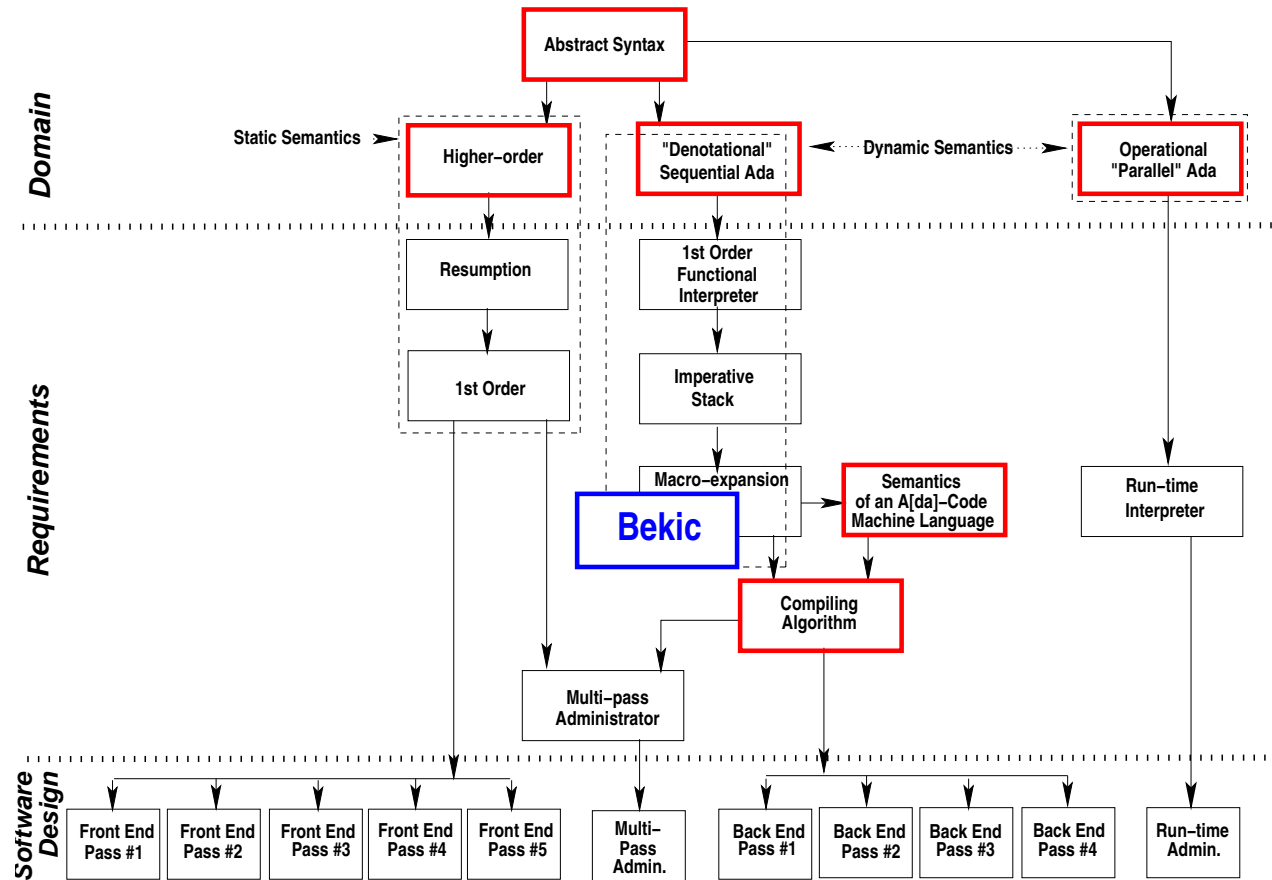 Abstract Syntax
Domain
Static Semantics
Higher-order
"Denotational"
Sequential Ada
Dynamic Semantics
Operational
"Parallel" Ada
Requirements
Resumption
1st Order
Functional
Interpreter
1st Order
Imperative
Stack
Macro-expansion
Bekic
Semantics
of an A[da]-Code
Machine Language
Run-time
Interpreter
Compiling
Algorithm
Multi-pass
Administrator
Software
Design
Front End
Pass #1
Front End
Pass #2
Front End
Pass #3
Front End
Pass #4
Front End
Pass #5
Multi-
Pass
Admin.
Back End
Pass #1
Back End
Pass #2
Back End
Pass #3
Back End
Pass #4
Run-time
Admin.